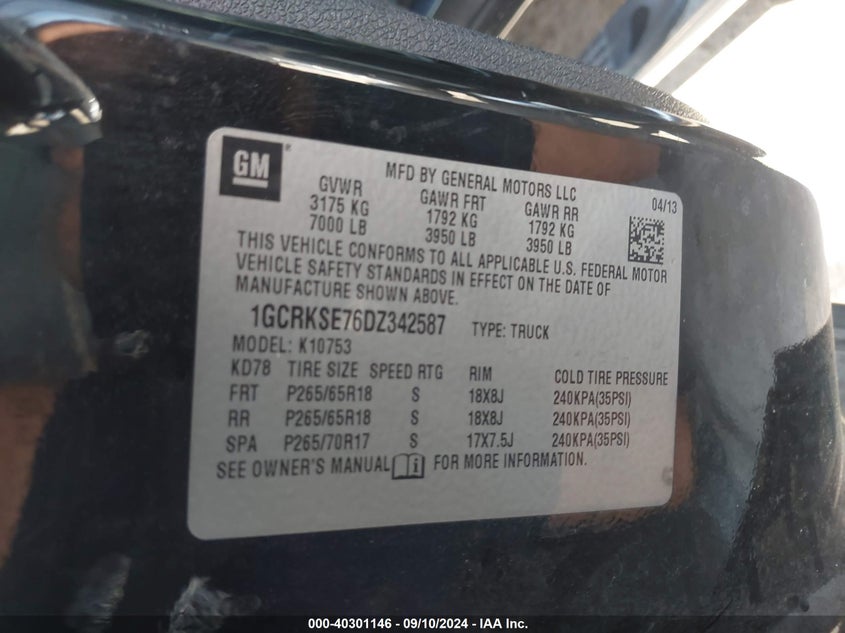 GM ®
MFD BY GENERAL MOTORS LLC
04/13
GVWR GAWR FRT GAWR RR
3175 KG 1792 KG 1792 KG
7000 LB 3950 LB 3950 LB
THIS VEHICLE CONFORMS TO ALL APPLICABLE U.S. FEDERAL MOTOR
VEHICLE SAFETY STANDARDS IN EFFECT ON THE DATE OF
MANUFACTURE SHOWN ABOVE.
1GCRKSE76DZ342587 TYPE: TRUCK
MODEL: K10753
KD78 TIRE SIZE SPEED RTG RIM COLD TIRE PRESSURE
FRT P265/65R18 S 18X8J 240KPA(35PSI)
RR P265/65R18 S 18X8J 240KPA(35PSI)
SPA P265/70R17 S 17X7.5J 240KPA(35PSI)
SEE OWNER'S MANUAL i FOR MORE INFORMATION.
000-40301146 - 09/10/2024 - IAA Inc.